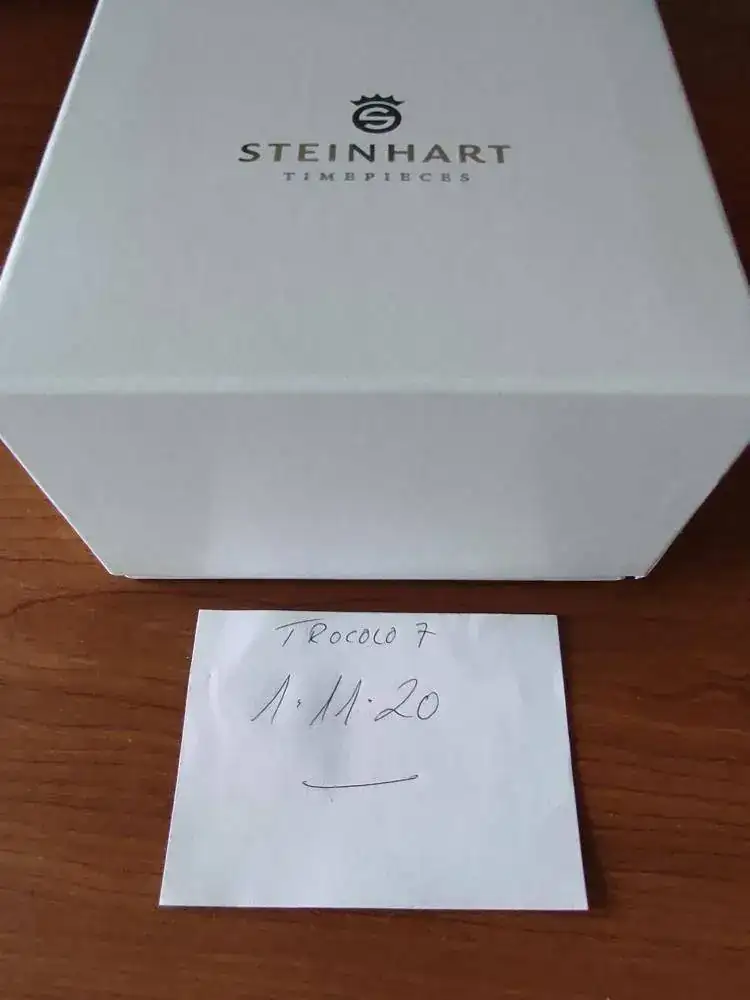 STEINHART
TIMEPIECES
TROCOLO 7
1.11.20